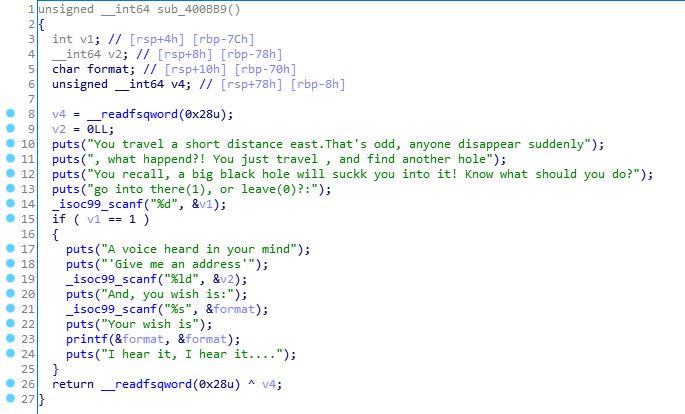 1 unsigned __int64 sub_400BB9()
2 {
3 int v1; // [rsp+4h] [rbp-7Ch]
4 __int64 v2; // [rsp+8h] [rbp-78h]
5 char format; // [rsp+10h] [rbp-70h]
6 unsigned __int64 v4; // [rsp+78h] [rbp-8h]
7
8 v4 = __readfsqword(0x28u);
9 v2 = 0LL;
10 puts("You travel a short distance east.That's odd, anyone disappear suddenly");
11 puts(", what happend?! You just travel , and find another hole");
12 puts("You recall, a big black hole will suckk you into it! Know what should you do?");
13 puts("go into there(1), or leave(0)?:");
14 _isoc99_scanf("%d", &v1);
15 if ( v1 == 1 )
16 {
17 puts("A voice heard in your mind");
18 puts("'Give me an address'");
19 _isoc99_scanf("%ld", &v2);
20 puts("And, you wish is:");
21 _isoc99_scanf("%s", &format);
22 puts("Your wish is");
23 printf(&format, &format);
24 puts("I hear it, I hear it....");
25 }
26 return __readfsqword(0x28u) ^ v4;
27 }